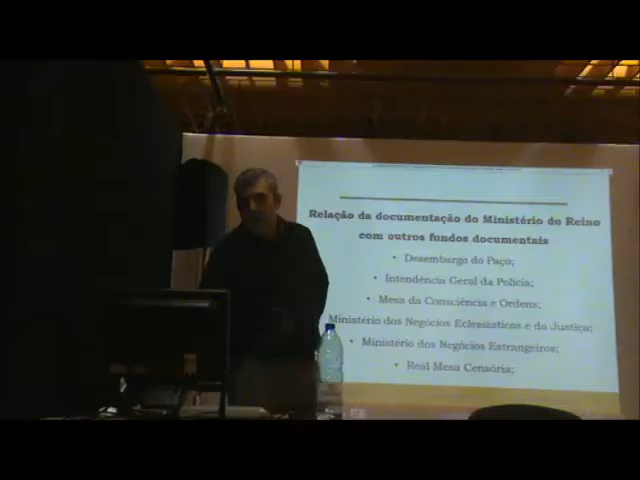 Relação da documentação do Ministério do Reino
com outros fundos documentais
• Desembargo do Paço;
• Intendência Geral da Polícia;
• Mesa da Consciência e Ordens;
Ministério dos Negócios Eclesiásticos e da Justiça;
• Ministério dos Negócios Estrangeiros;
• Real Mesa Censória;